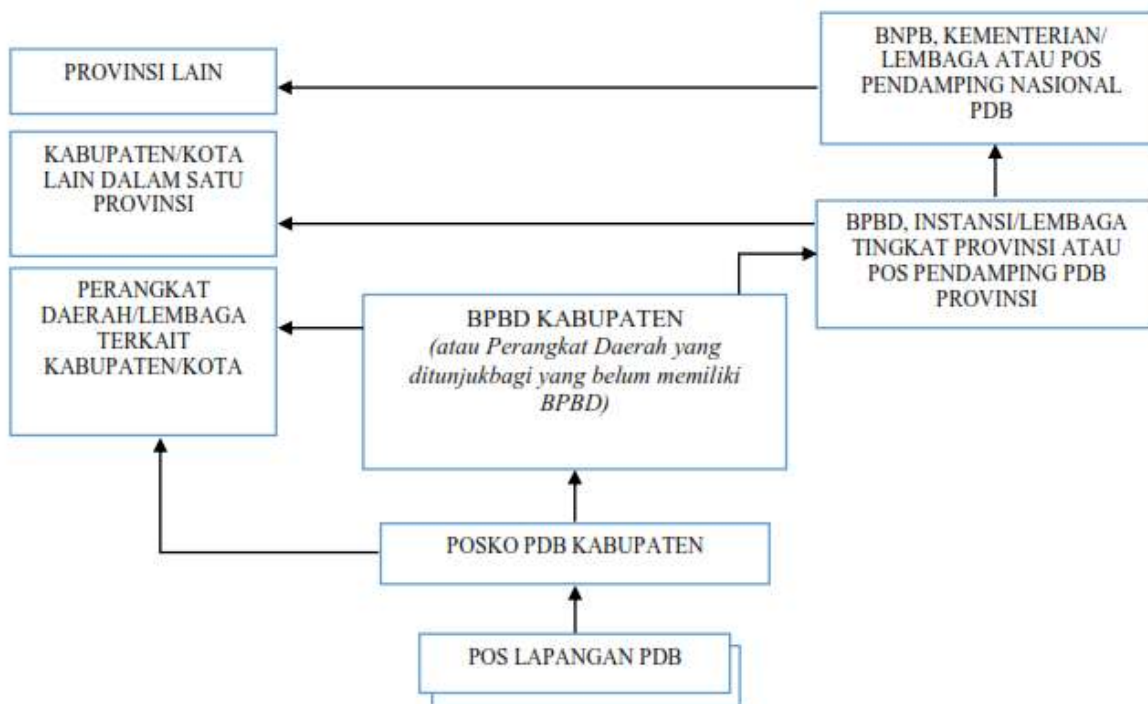 PROVINSI LAIN
BNPB, KEMENTERIAN/
LEMBAGA ATAU POS
PENDAMPING NASIONAL
PDB
KABUPATEN/KOTA
LAIN DALAM SATU
PROVINSI
BPBD, INSTANSI/LEMBAGA
TINGKAT PROVINSI ATAU
POS PENDAMPING PDB
PROVINSI
PERANGKAT
DAERAH/LEMBAGA
TERKAIT
KABUPATEN/KOTA
BPBD KABUPATEN
(atau Perangkat Daerah yang
ditunjukbagi yang belum memiliki
BPBD)
POSKO PDB KABUPATEN
POS LAPANGAN PDB